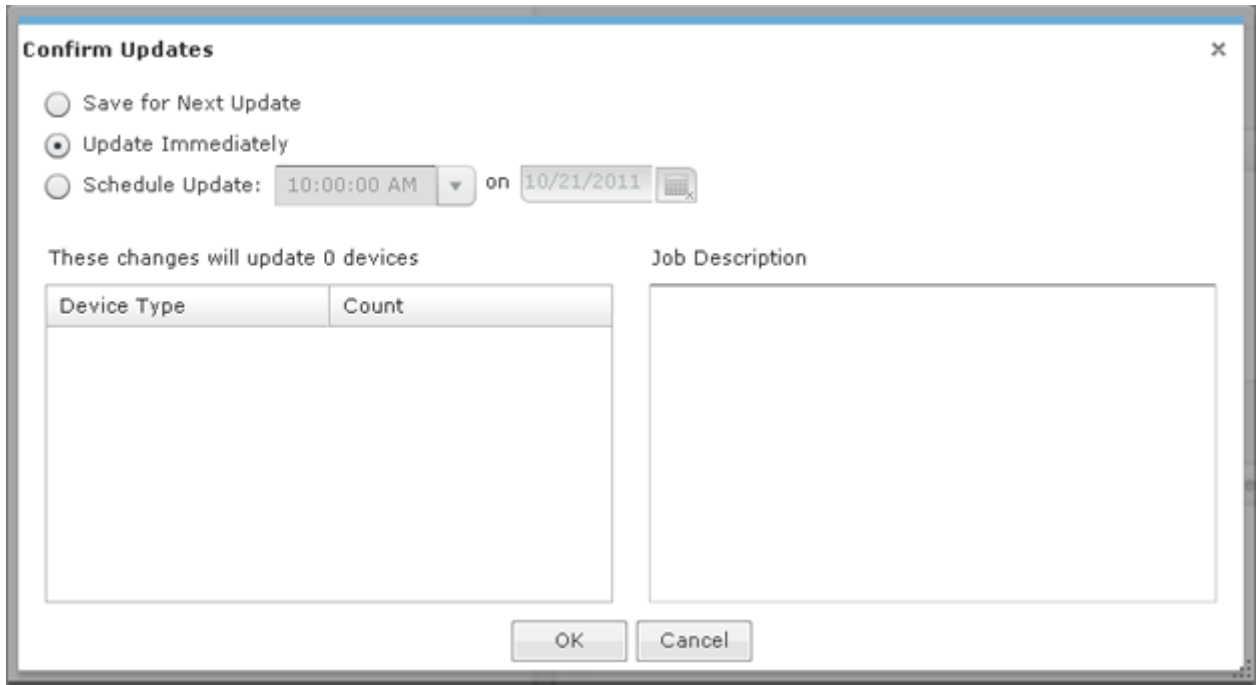 Confirm Updates
Save for Next Update
Update Immediately
Schedule Update: 10:00:00 AM on 10/21/2011
These changes will update 0 devices
Job Description
Device Type Count
OK Cancel